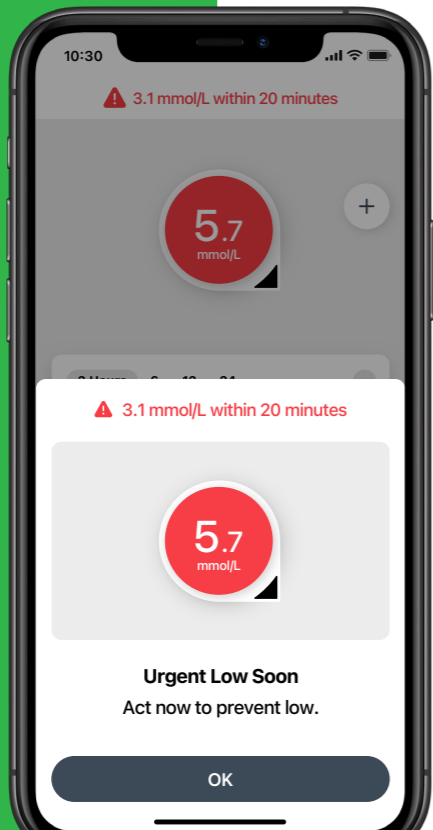 10:30
3.1 mmol/L within 20 minutes
5.7
mmol/L
3.1 mmol/L within 20 minutes
5.7
mmol/L
Urgent Low Soon
Act now to prevent low.
OK